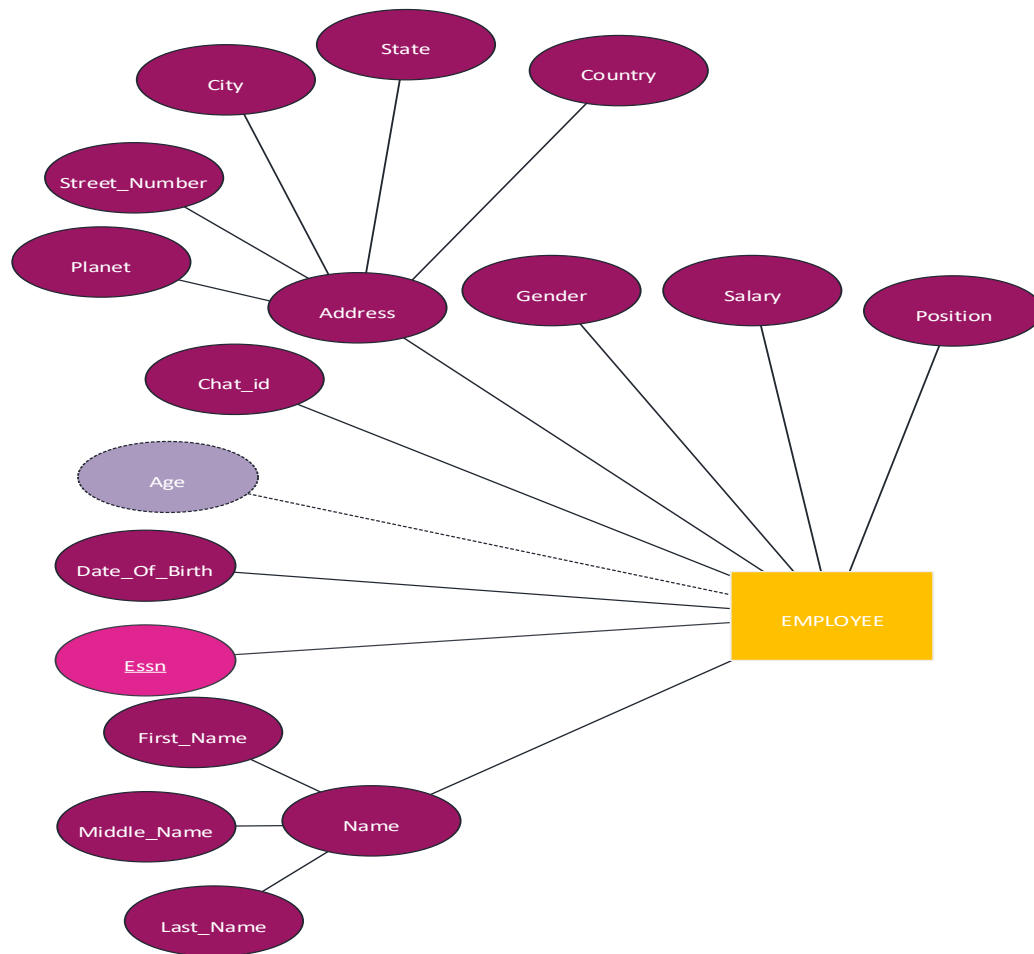 State
City
Country
Street_Number
Planet
Address
Gender
Salary
Position
Chat_id
Age
Date_Of_Birth
EMPLOYEE
Essn
First_Name
Middle_Name
Name
Last_Name